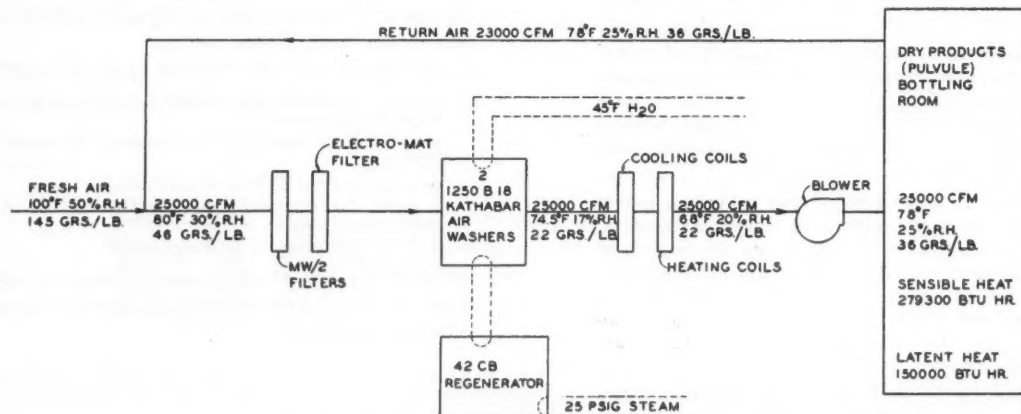 RETURN AIR 23000 CFM 78°F 25% R.H. 36 GRS./LB.
DRY PRODUCTS
(PULVULE)
BOTTLING
ROOM
45°F H2O
ELECTRO-MAT
FILTER
COOLING COILS
FRESH AIR
100°F 50% R.H.
145 GRS./LB.
25000 CFM
60°F 30% R.H.
46 GRS./LB.
2
1250 B 18
KATHABAR
AIR
WASHERS
25000 CFM
74.5°F 17% R.H.
22 GRS./LB.
25000 CFM
68°F 20% R.H.
22 GRS./LB.
BLOWER
25000 CFM
78°F
25% R.H.
36 GRS./LB.
MW/2
FILTERS
HEATING COILS
SENSIBLE HEAT
279300 BTU HR.
42 CB
REGENERATOR
LATENT HEAT
150000 BTU HR.
25 PSIG STEAM